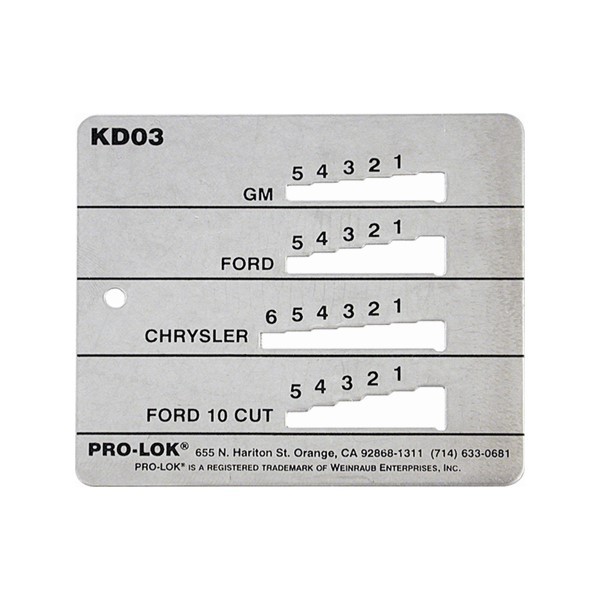 KD03
5 4 3 2 1
GM
5 4 3 2 1
FORD
6 5 4 3 2 1
CHRYSLER
5 4 3 2 1
FORD 10 CUT
PRO-LOK® 655 N. Hariton St. Orange, CA 92868-1311 (714) 633-0681
PRO-LOK® IS A REGISTERED TRADEMARK OF WEINRAUB ENTERPRISES, INC.